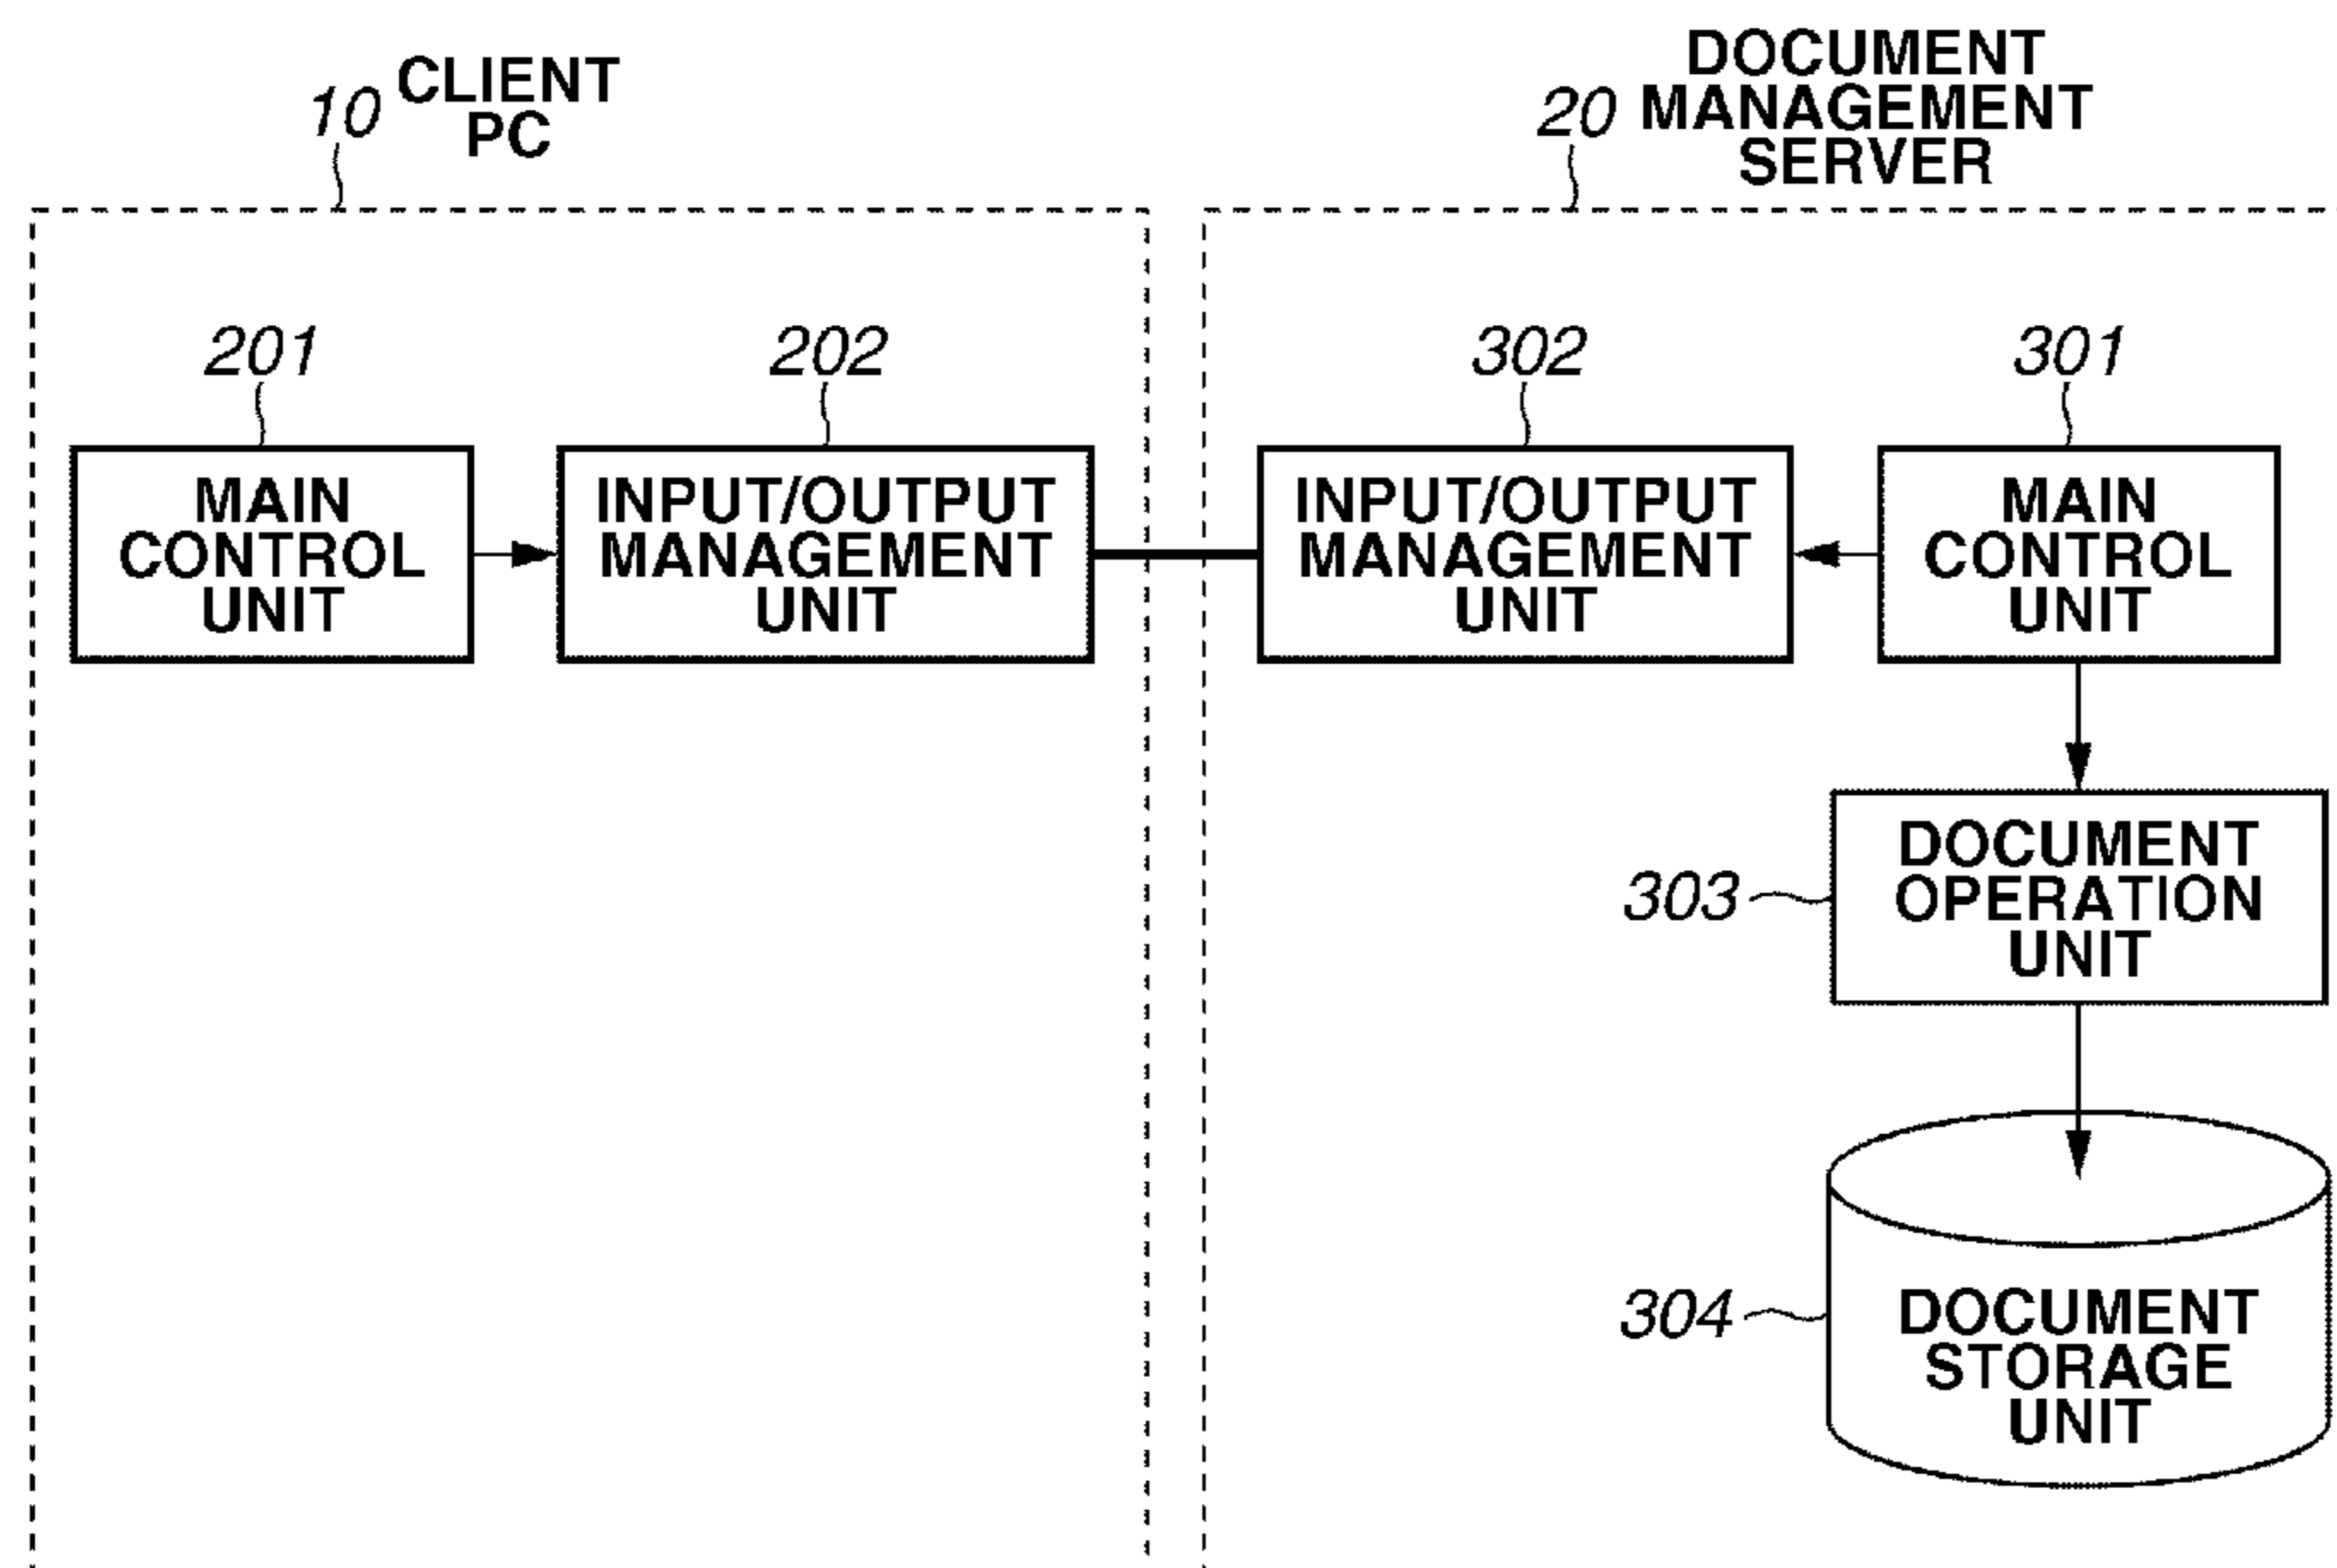 10 CLIENT
PC
20 DOCUMENT
MANAGEMENT
SERVER
201
202
302
301
MAIN
CONTROL
UNIT
INPUT/OUTPUT
MANAGEMENT
UNIT
INPUT/OUTPUT
MANAGEMENT
UNIT
MAIN
CONTROL
UNIT
303
DOCUMENT
OPERATION
UNIT
304
DOCUMENT
STORAGE
UNIT